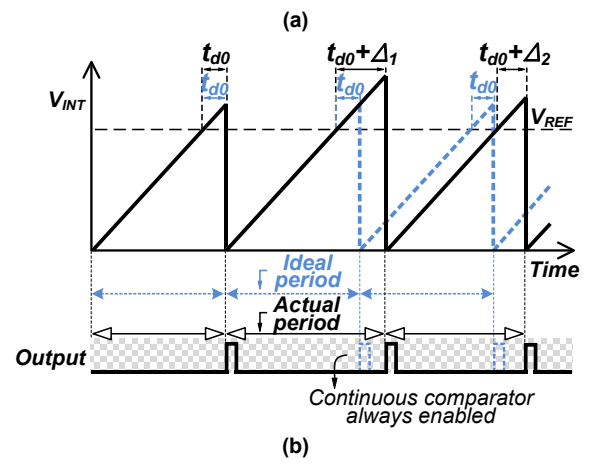 (a)
t_d0
t_d0+Δ_1
t_d0+Δ_2
t_d0
t_d0
t_d0
V_INT
V_REF
Time
Ideal
period
Actual
period
Output
Continuous comparator
always enabled
(b)